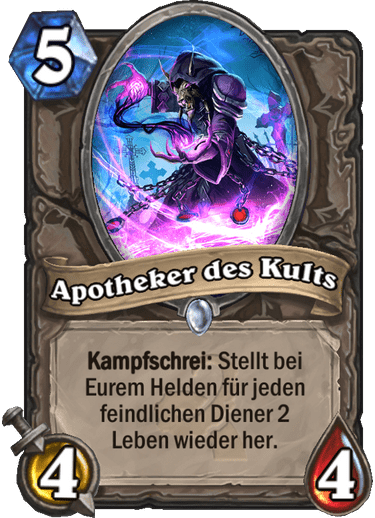 5
Apotheker des Kults
Kampfschrei: Stellt bei
Eurem Helden für jeden
feindlichen Diener 2
Leben wieder her.
4
4